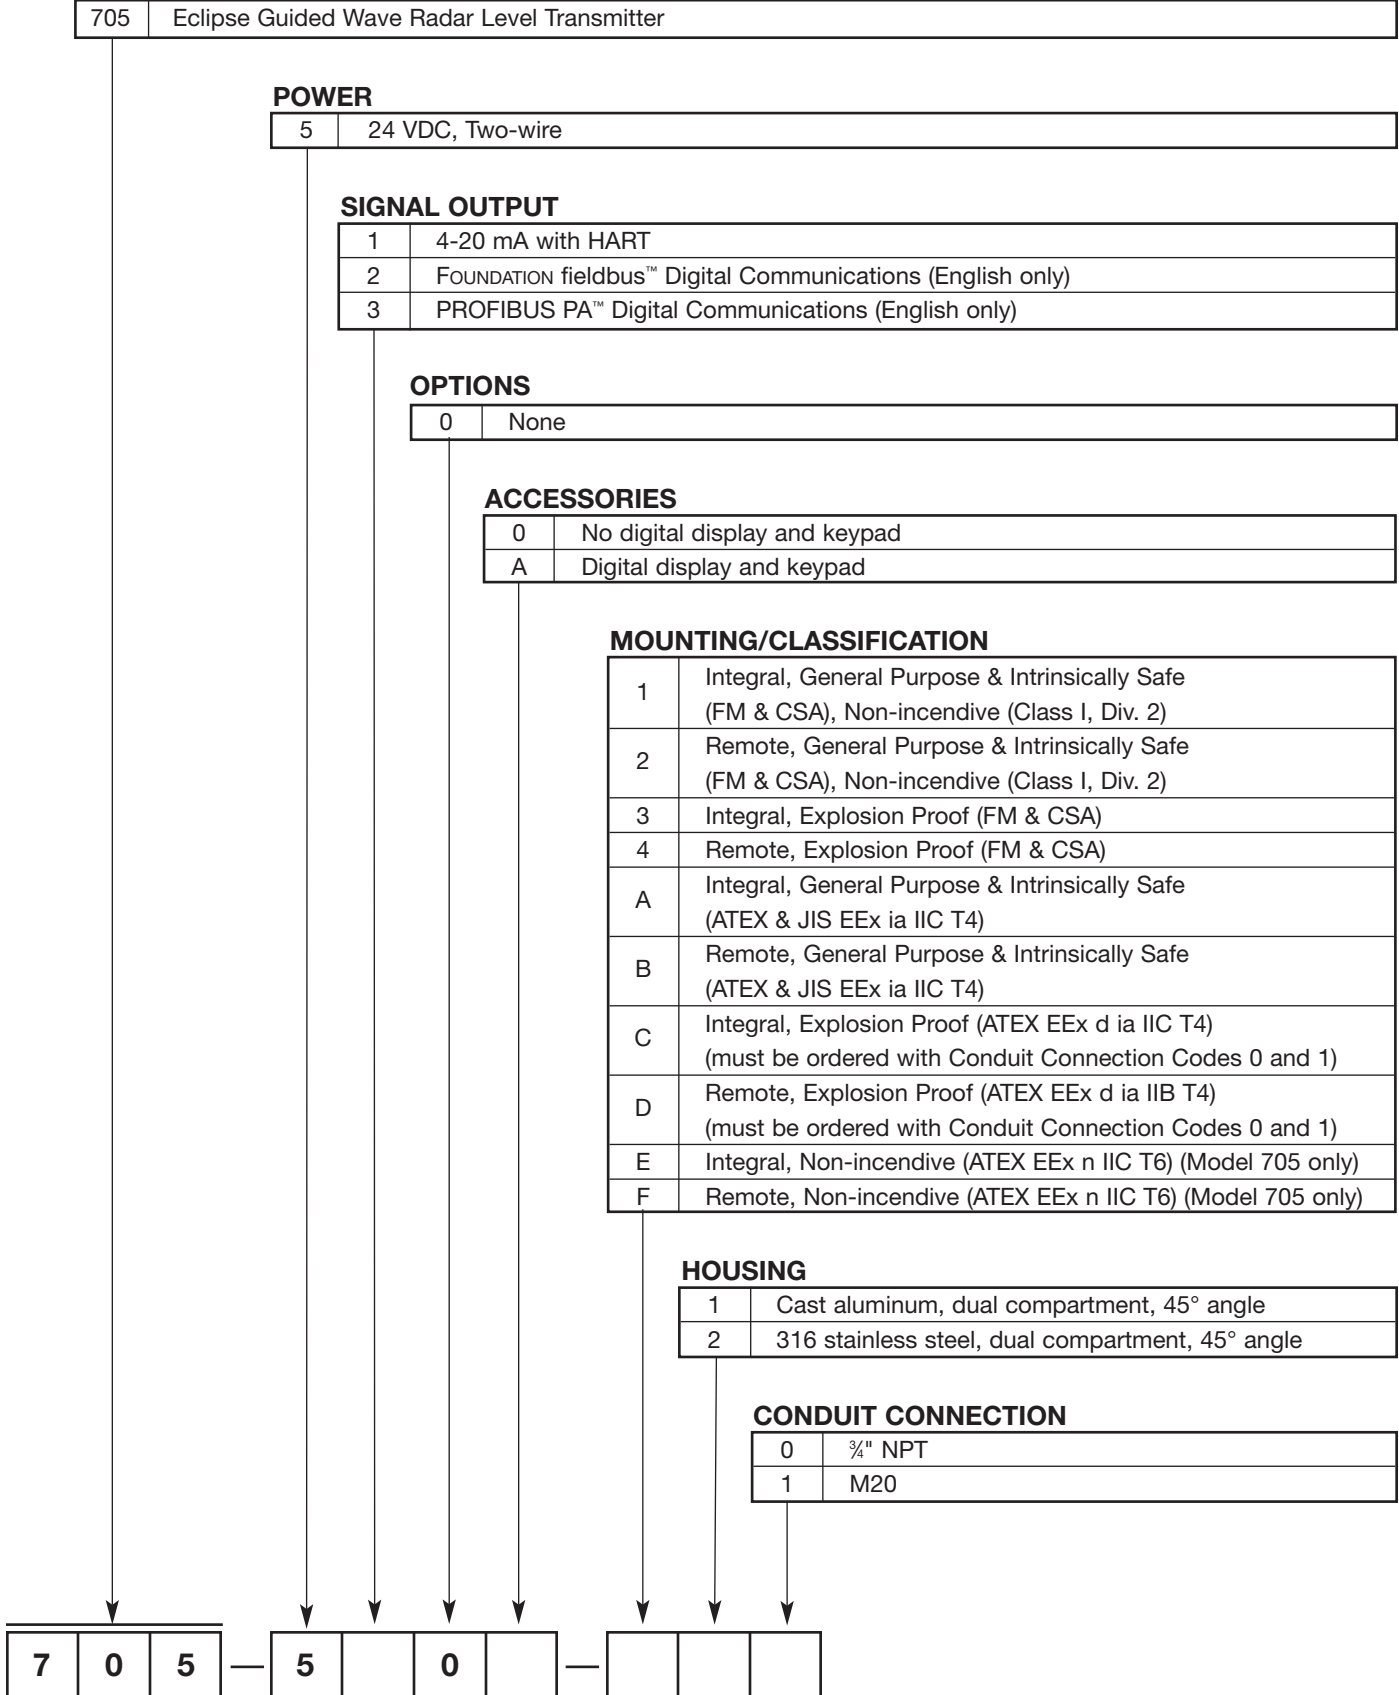 705 Eclipse Guided Wave Radar Level Transmitter
POWER
5 24 VDC, Two-wire
SIGNAL OUTPUT
1 4-20 mA with HART
2 FOUNDATION fieldbus™ Digital Communications (English only)
3 PROFIBUS PA™ Digital Communications (English only)
OPTIONS
0 None
ACCESSORIES
0 No digital display and keypad
A Digital display and keypad
MOUNTING/CLASSIFICATION
1 Integral, General Purpose & Intrinsically Safe
(FM & CSA), Non-incendive (Class I, Div. 2)
2 Remote, General Purpose & Intrinsically Safe
(FM & CSA), Non-incendive (Class I, Div. 2)
3 Integral, Explosion Proof (FM & CSA)
4 Remote, Explosion Proof (FM & CSA)
A Integral, General Purpose & Intrinsically Safe
(ATEX & JIS EEx ia IIC T4)
B Remote, General Purpose & Intrinsically Safe
(ATEX & JIS EEx ia IIC T4)
C Integral, Explosion Proof (ATEX EEx d ia IIC T4)
(must be ordered with Conduit Connection Codes 0 and 1)
D Remote, Explosion Proof (ATEX EEx d ia IIB T4)
(must be ordered with Conduit Connection Codes 0 and 1)
E Integral, Non-incendive (ATEX EEx n IIC T6) (Model 705 only)
F Remote, Non-incendive (ATEX EEx n IIC T6) (Model 705 only)
HOUSING
1 Cast aluminum, dual compartment, 45° angle
2 316 stainless steel, dual compartment, 45° angle
CONDUIT CONNECTION
0 ¾" NPT
1 M20
7 0 5 — 5 0 —